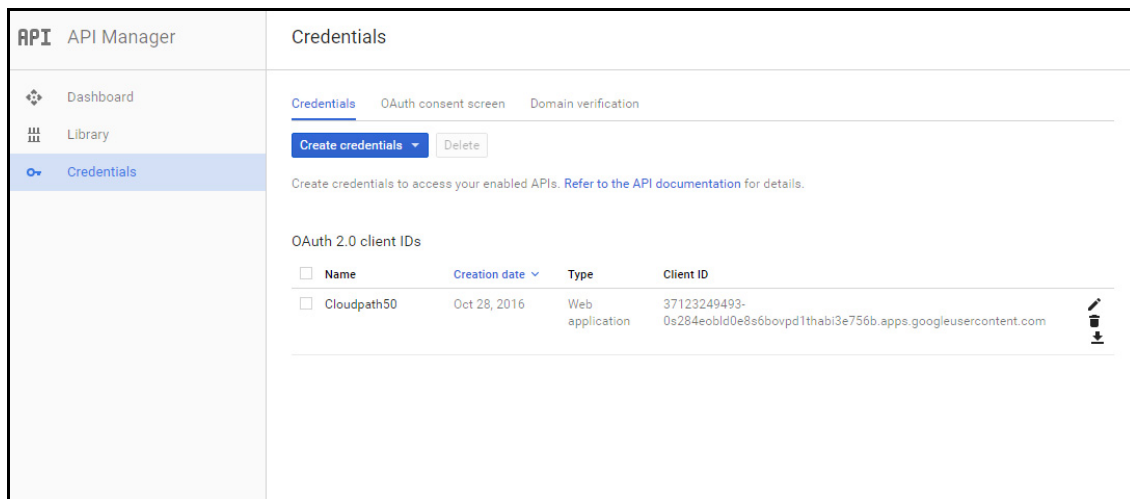 API API Manager
Credentials
Dashboard
Library
Credentials
Credentials OAuth consent screen Domain verification
Create credentials Delete
Create credentials to access your enabled APIs. Refer to the API documentation for details.
OAuth 2.0 client IDs
Name Creation date Type Client ID
Cloudpath50 Oct 28, 2016 Web application 37123249493-
0s284eobld0e8s6bovpd1thabi3e756b.apps.googleusercontent.com